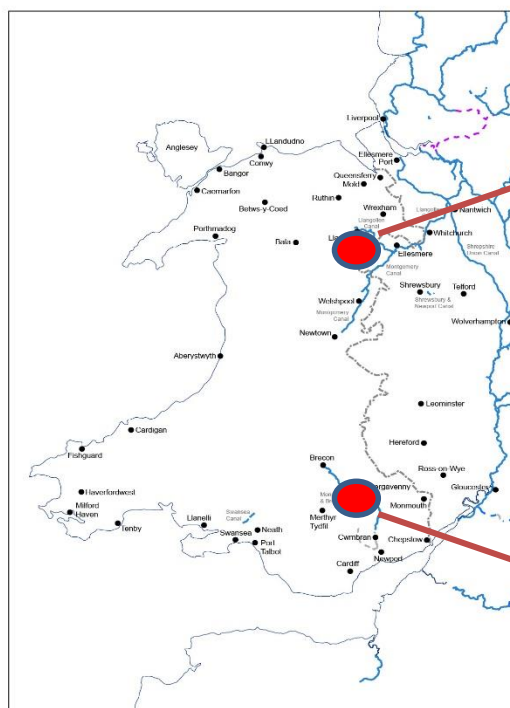 Liverpool
Anglesey
LLandudno
Conwy
Bangor
Ellesmere
Port
Queensferry
Mold
Caernarfon
Ruthin
Betws-y-Coed
Wrexham
Nantwich
Llangollen
Canal
Whitchurch
Porthmadog
Bala
Ellesmere
Shropshire
Union Canal
Montgomery
Canal
Shrewsbury
Telford
Shrewsbury &
Newport Canal
Welshpool
Montgomery
Canal
Wolverhampton
Newtown
Aberystwyth
Leominster
Cardigan
Hereford
Fishguard
Brecon
Ross-on-Wye
Haverfordwest
Gloucester
Monmouth
Milford
Haven
Swansea
Canal
Merthyr
Tydfil
Tenby
Llanelli
Neath
Swansea
Port
Talbot
Cwmbran
Chepstow
Newport
Cardiff